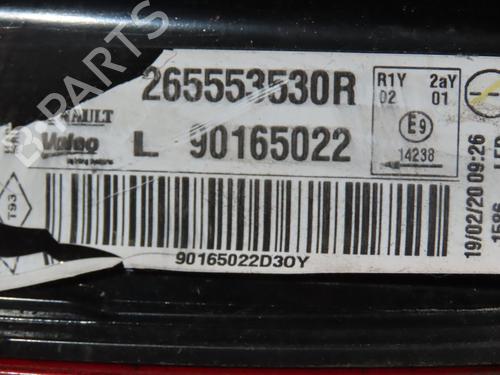 B-PARTS
265553530R
RENAULT
Valeo
L 90165022
R1Y 2aY
02 01
E9
14238
T93
90165022D30Y
19/02/20 09:26